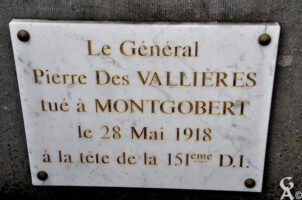 Le Général
Pierre Des VALLIÈRES
tué à MONTGOBERT
le 28 Mai 1918
à la tête de la 151ème D.I.